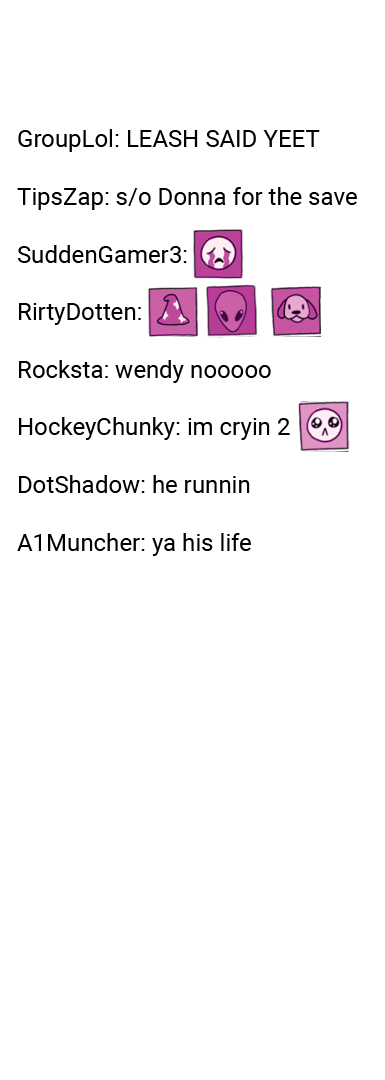 GroupLol: LEASH SAID YEET
TipsZap: s/o Donna for the save
SuddenGamer3:
RirtyDotten:
Rocksta: wendy nooooo
HockeyChunky: im cryin 2
DotShadow: he runnin
A1Muncher: ya his life